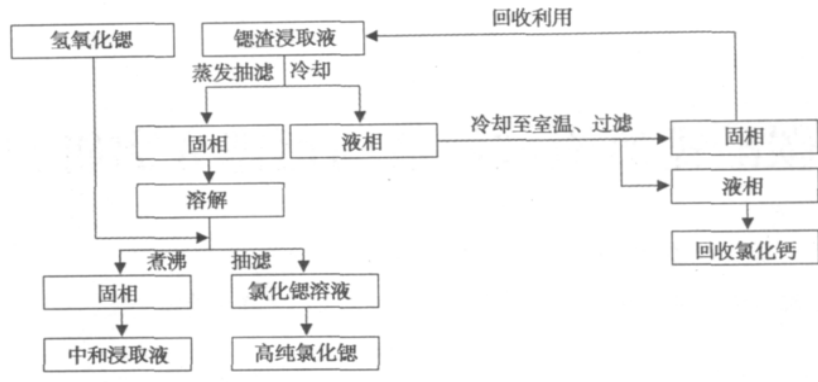 回收利用
氢氧化锶
锶渣浸取液
蒸发抽滤 冷却
冷却至室温、过滤
固相
液相
固相
溶解
液相
回收氯化钙
煮沸
抽滤
固相
氯化锶溶液
中和浸取液
高纯氯化锶